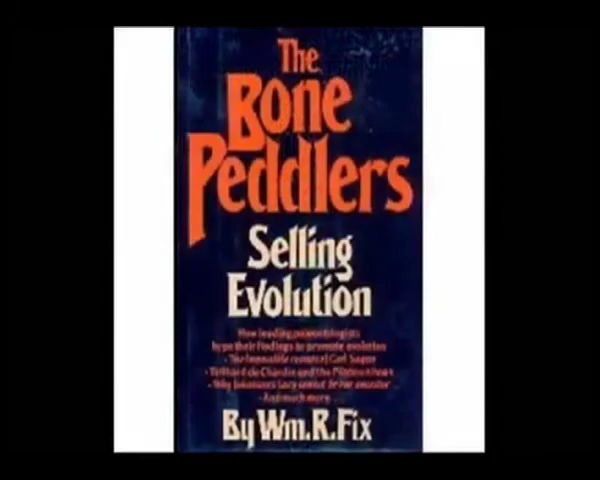 The
Bone
Peddlers
Selling
Evolution
How leading paleontologists
hype their findings to promote evolution
- The incredible romance of Carl Sagan
- Teilhard de Chardin and the Piltdown hoax
- Why Johanson's Lucy cannot be our ancestor
- And much more . . .
By Wm.R.Fix